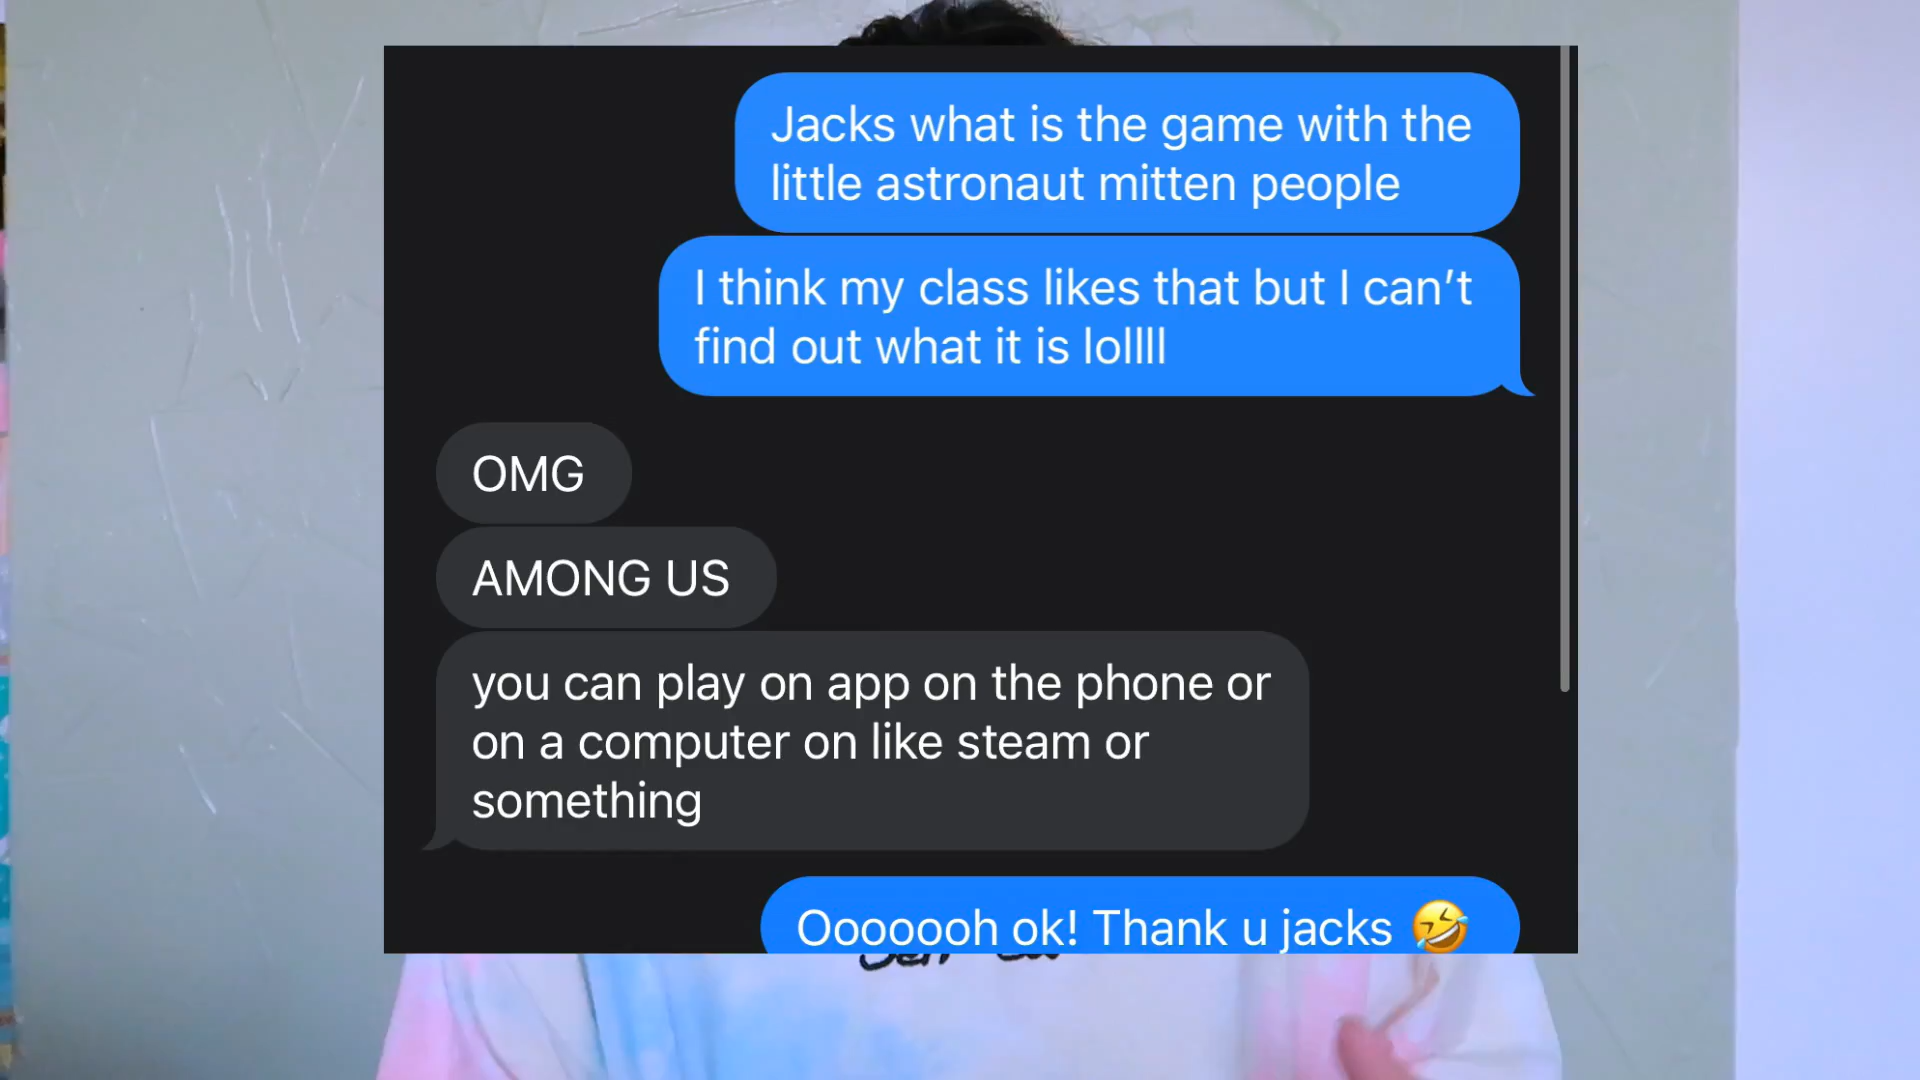 Jacks what is the game with the
little astronaut mitten people
I think my class likes that but I can't
find out what it is lollll
OMG
AMONG US
you can play on app on the phone or
on a computer on like steam or
something
Ooooooh ok! Thank u jacks 🤣